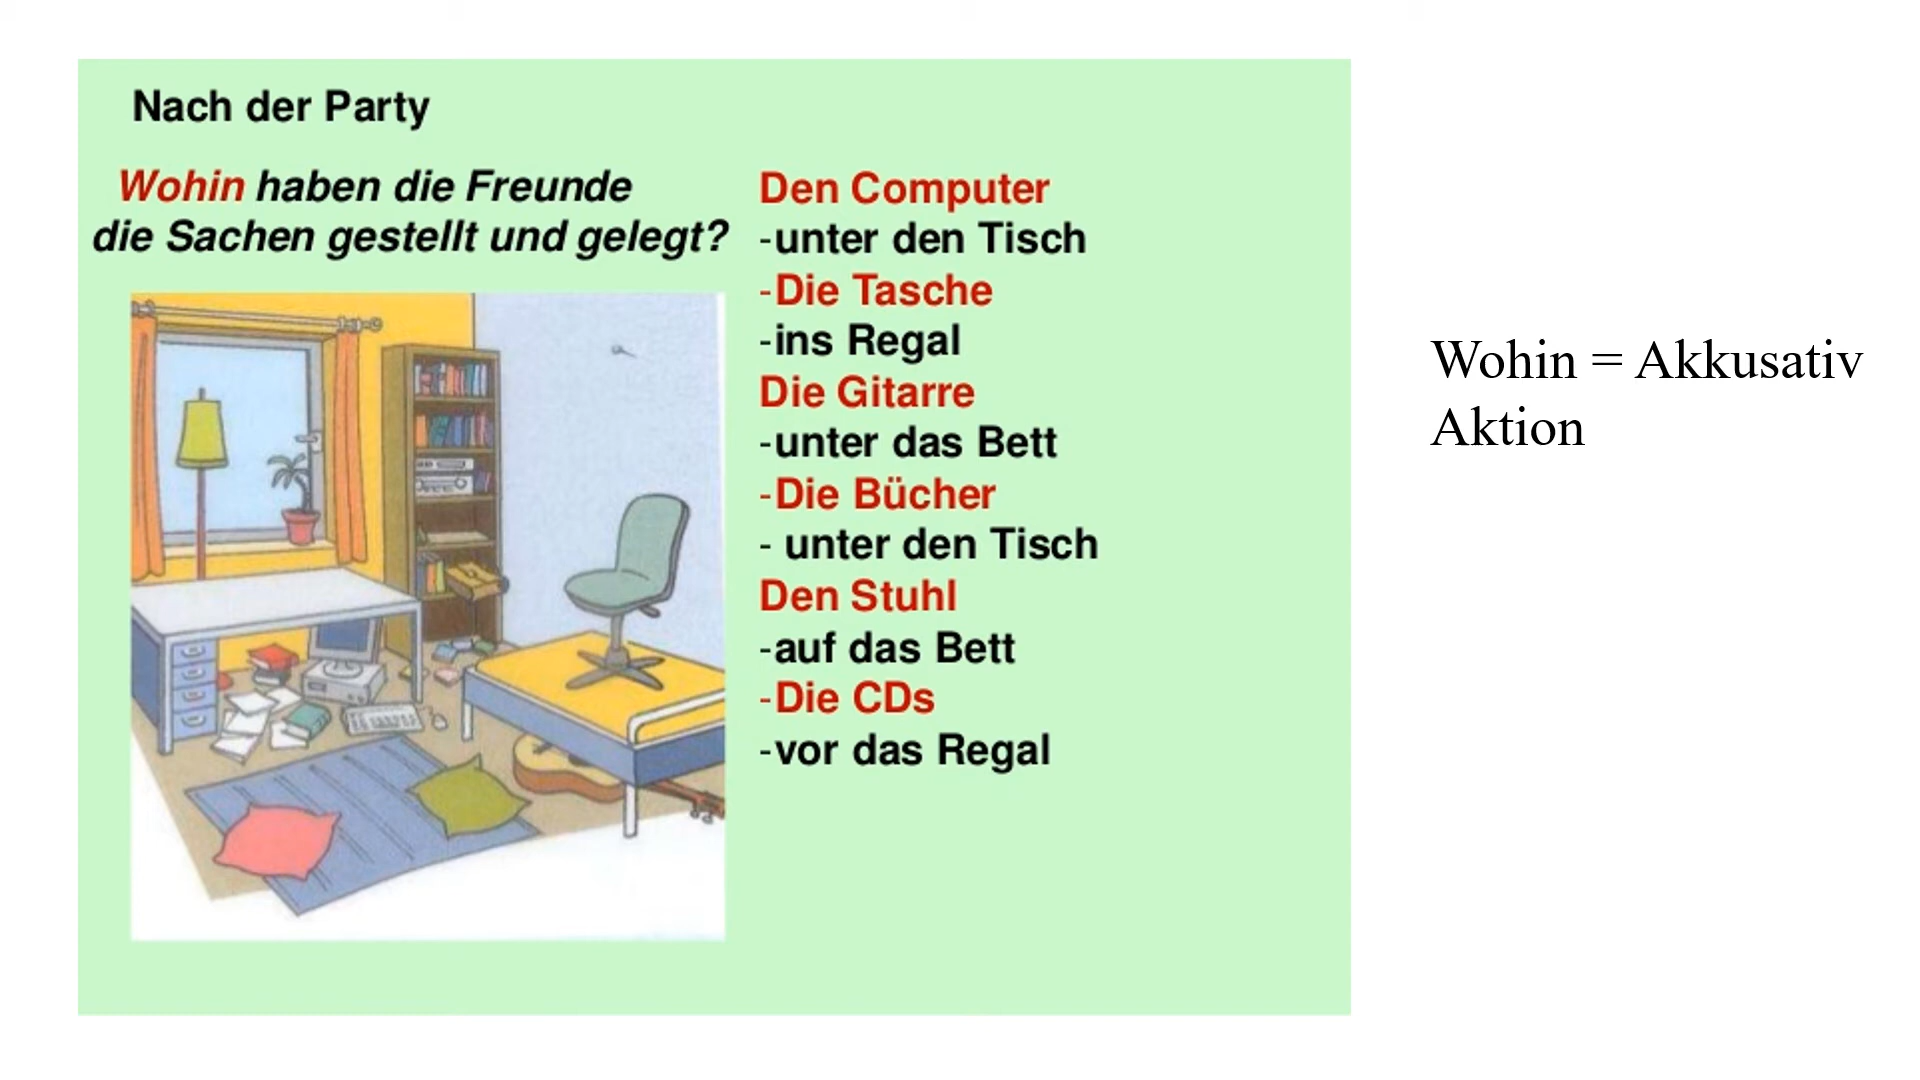 Nach der Party
Wohin haben die Freunde
die Sachen gestellt und gelegt?
Den Computer
-unter den Tisch
-Die Tasche
-ins Regal
Die Gitarre
-unter das Bett
-Die Bücher
- unter den Tisch
Den Stuhl
-auf das Bett
-Die CDs
-vor das Regal
Wohin = Akkusativ
Aktion